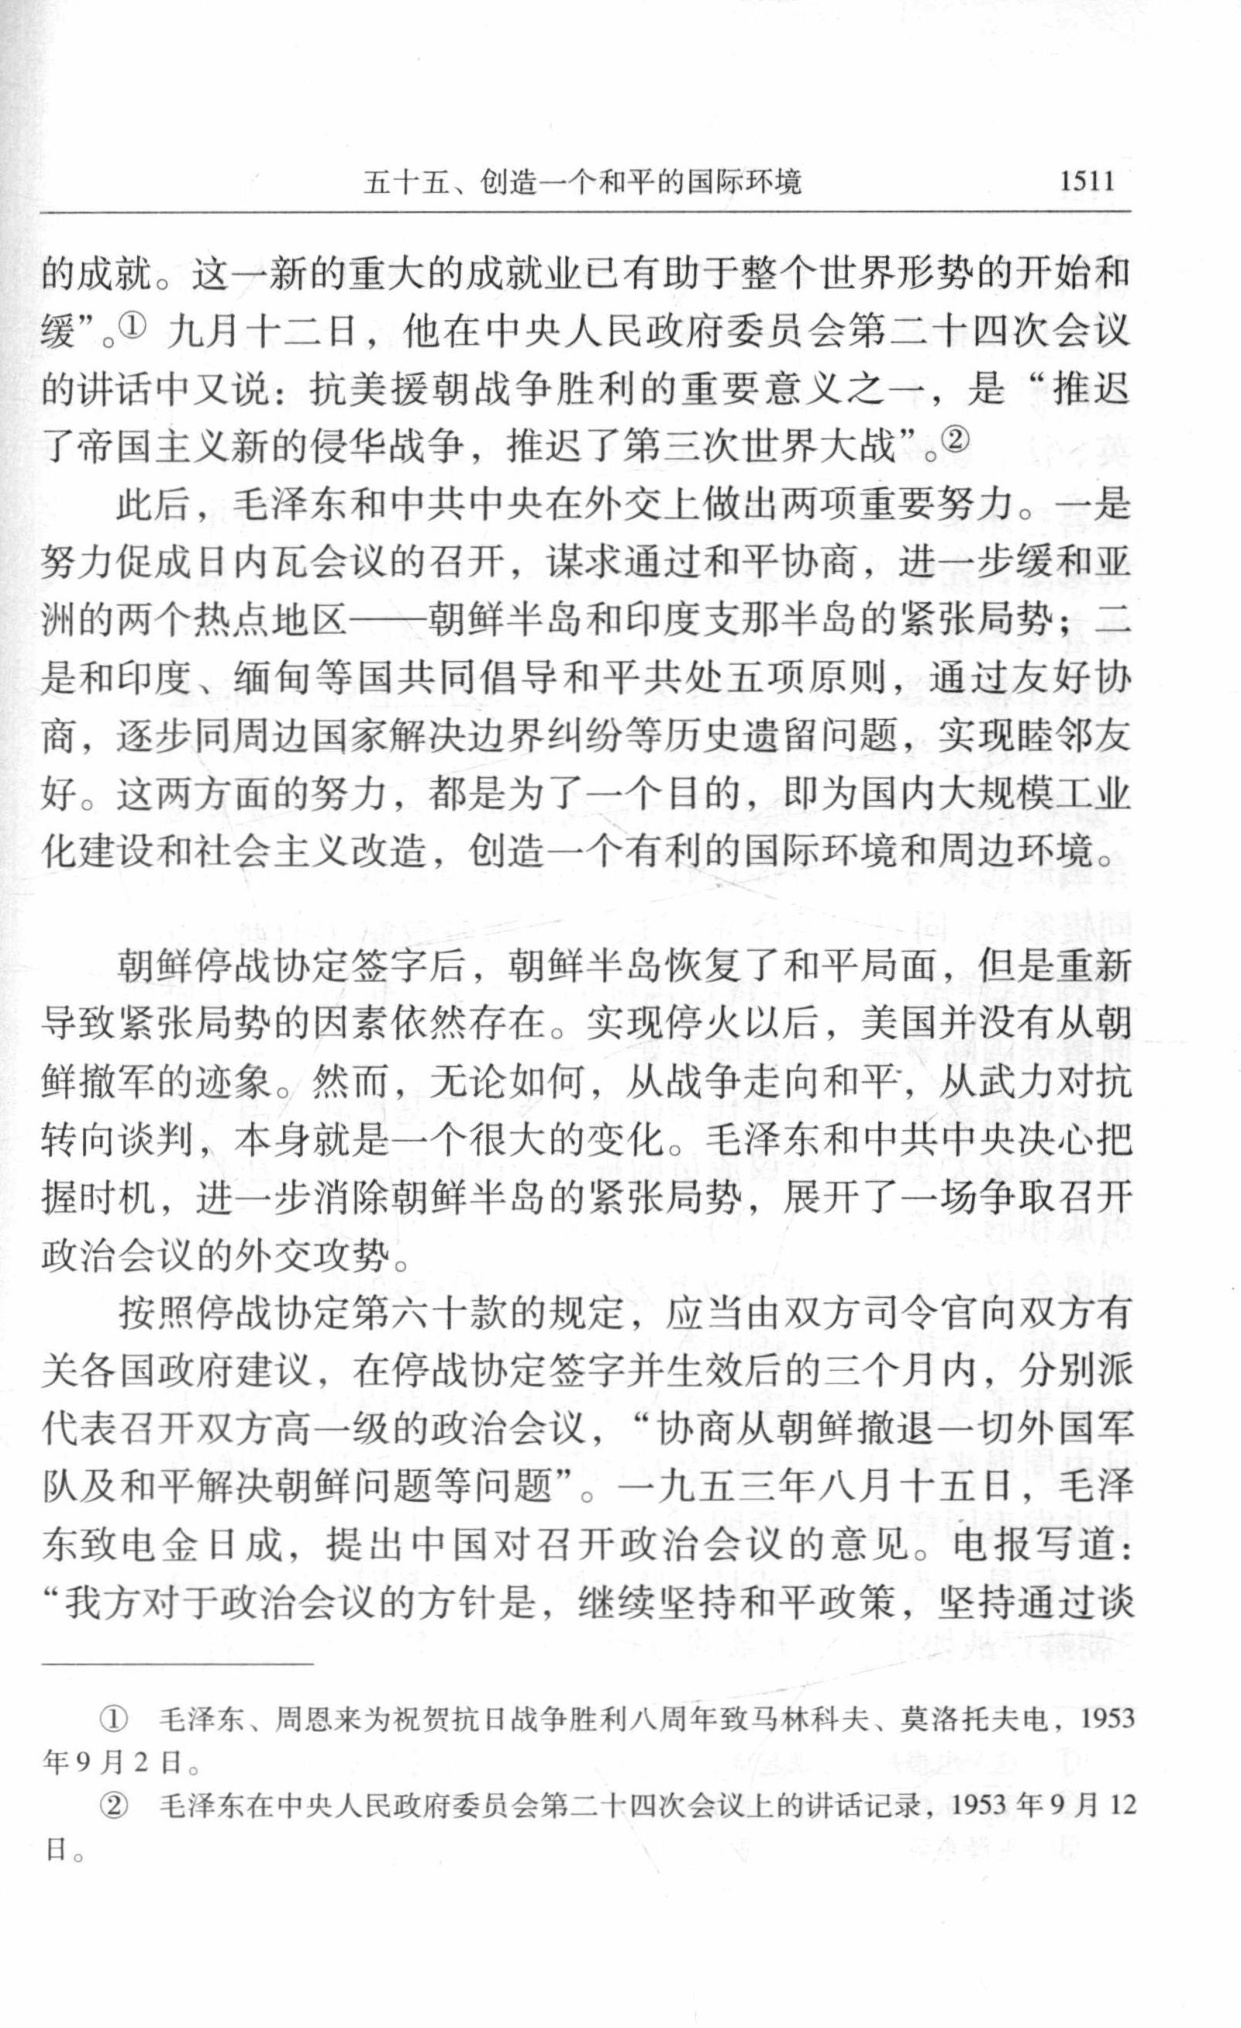 五十五、创造一个和平的国际环境 1511
的成就。这一新的重大的成就业已有助于整个世界形势的开始和
缓”。① 九月十二日，他在中央人民政府委员会第二十四次会议
的讲话中又说：抗美援朝战争胜利的重要意义之一，是“推迟
了帝国主义新的侵华战争，推迟了第三次世界大战”。②
此后，毛泽东和中共中央在外交上做出两项重要努力。一是
努力促成日内瓦会议的召开，谋求通过和平协商，进一步缓和亚
洲的两个热点地区——朝鲜半岛和印度支那半岛的紧张局势；二
是和印度、缅甸等国共同倡导和平共处五项原则，通过友好协
商，逐步同周边国家解决边界纠纷等历史遗留问题，实现睦邻友
好。这两方面的努力，都是为了一个目的，即为国内大规模工业
化建设和社会主义改造，创造一个有利的国际环境和周边环境。
朝鲜停战协定签字后，朝鲜半岛恢复了和平局面，但是重新
导致紧张局势的因素依然存在。实现停火以后，美国并没有从朝
鲜撤军的迹象。然而，无论如何，从战争走向和平，从武力对抗
转向谈判，本身就是一个很大的变化。毛泽东和中共中央决心把
握时机，进一步消除朝鲜半岛的紧张局势，展开了一场争取召开
政治会议的外交攻势。
按照停战协定第六十款的规定，应当由双方司令官向双方有
关各国政府建议，在停战协定签字并生效后的三个月内，分别派
代表召开双方高一级的政治会议，“协商从朝鲜撤退一切外国军
队及和平解决朝鲜问题等问题”。一九五三年八月十五日，毛泽
东致电金日成，提出中国对召开政治会议的意见。电报写道：
“我方对于政治会议的方针是，继续坚持和平政策，坚持通过谈
① 毛泽东、周恩来为祝贺抗日战争胜利八周年致马林科夫、莫洛托夫电，1953
年9月2日。
② 毛泽东在中央人民政府委员会第二十四次会议上的讲话记录，1953年9月12
日。